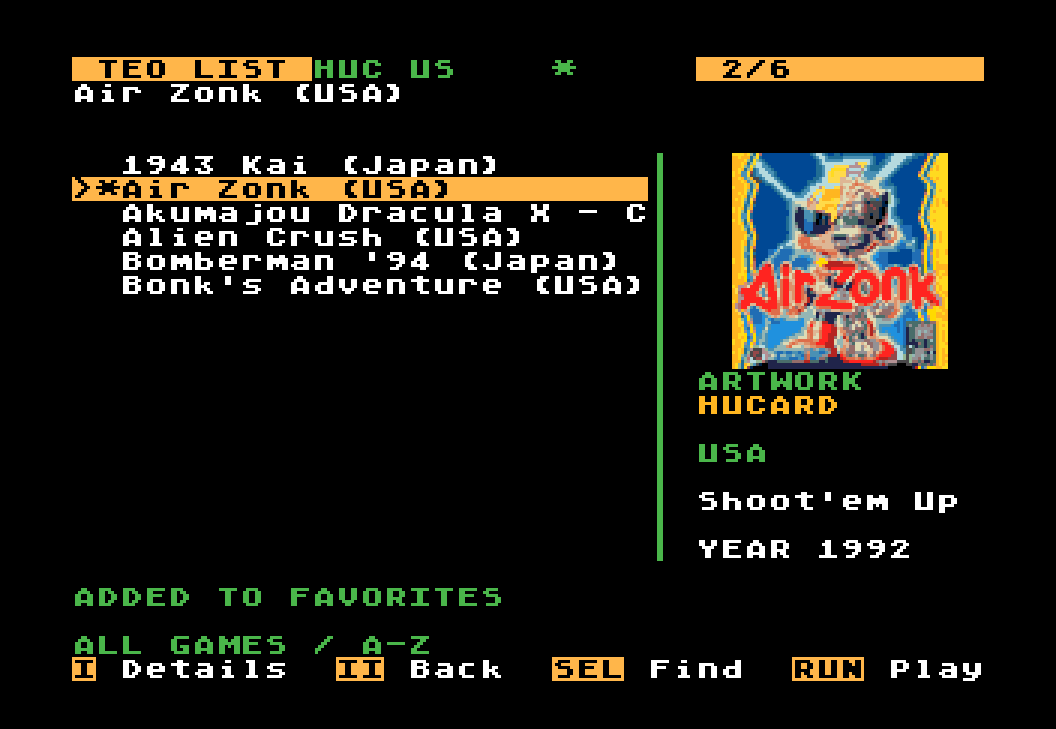 TEO LIST HUC US * 2/6
Air Zonk (USA)
1943 Kai (Japan)
>*Air Zonk (USA)
Akumajou Dracula X - C
Alien Crush (USA)
Bomberman '94 (Japan)
Bonk's Adventure (USA)
AirZonk
ARTWORK
HUCARD
USA
Shoot'em Up
YEAR 1992
ADDED TO FAVORITES
ALL GAMES / A-Z
I Details II Back SEL Find RUN Play